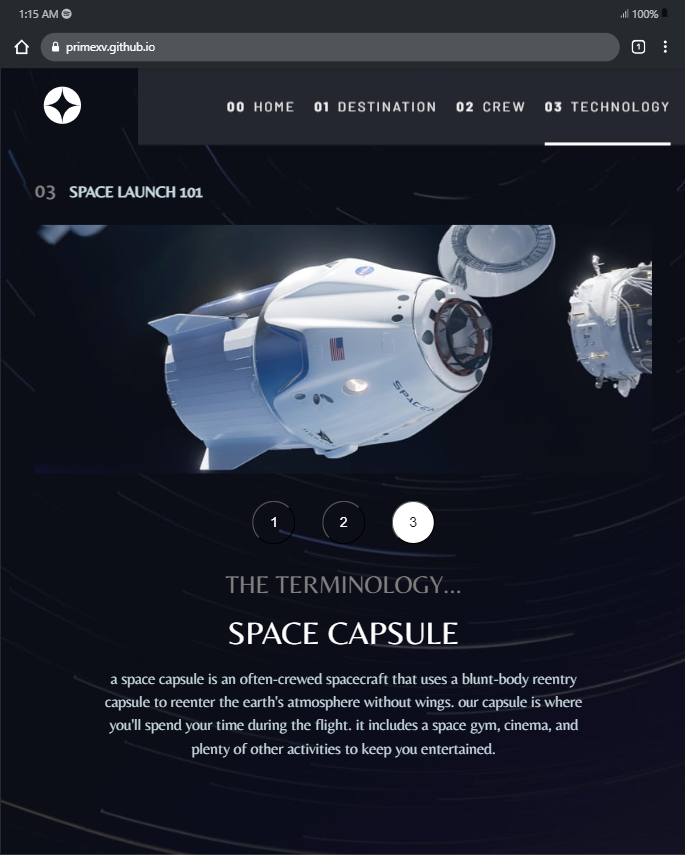 1:15 AM
100%
primexv.github.io
1
00 HOME 01 DESTINATION 02 CREW 03 TECHNOLOGY
03 SPACE LAUNCH 101
SPACEX
1
2
3
THE TERMINOLOGY...
SPACE CAPSULE
a space capsule is an often-crewed spacecraft that uses a blunt-body reentry
capsule to reenter the earth's atmosphere without wings. our capsule is where
you'll spend your time during the flight. it includes a space gym, cinema, and
plenty of other activities to keep you entertained.